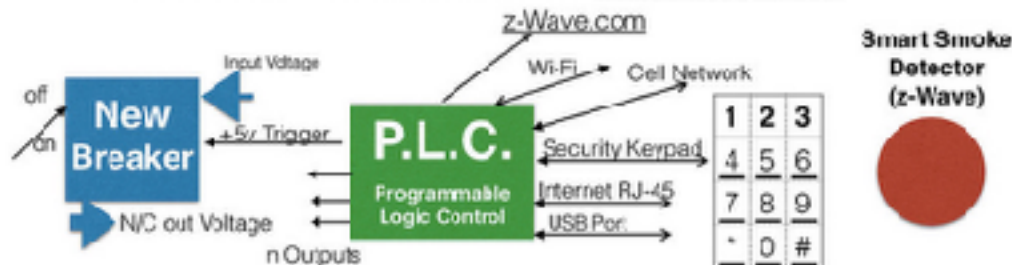 z-Wave.com
Smart Smoke
Detector
(z-Wave)
Input Voltage
Wi-Fi
Cell Network
off
on
New
Breaker
+5v Trigger
P.L.C.
Programmable
Logic Control
Security Keypad
Internet RJ-45
USB Port
N/C out Voltage
n Outputs
1 2 3
4 5 6
7 8 9
* 0 #